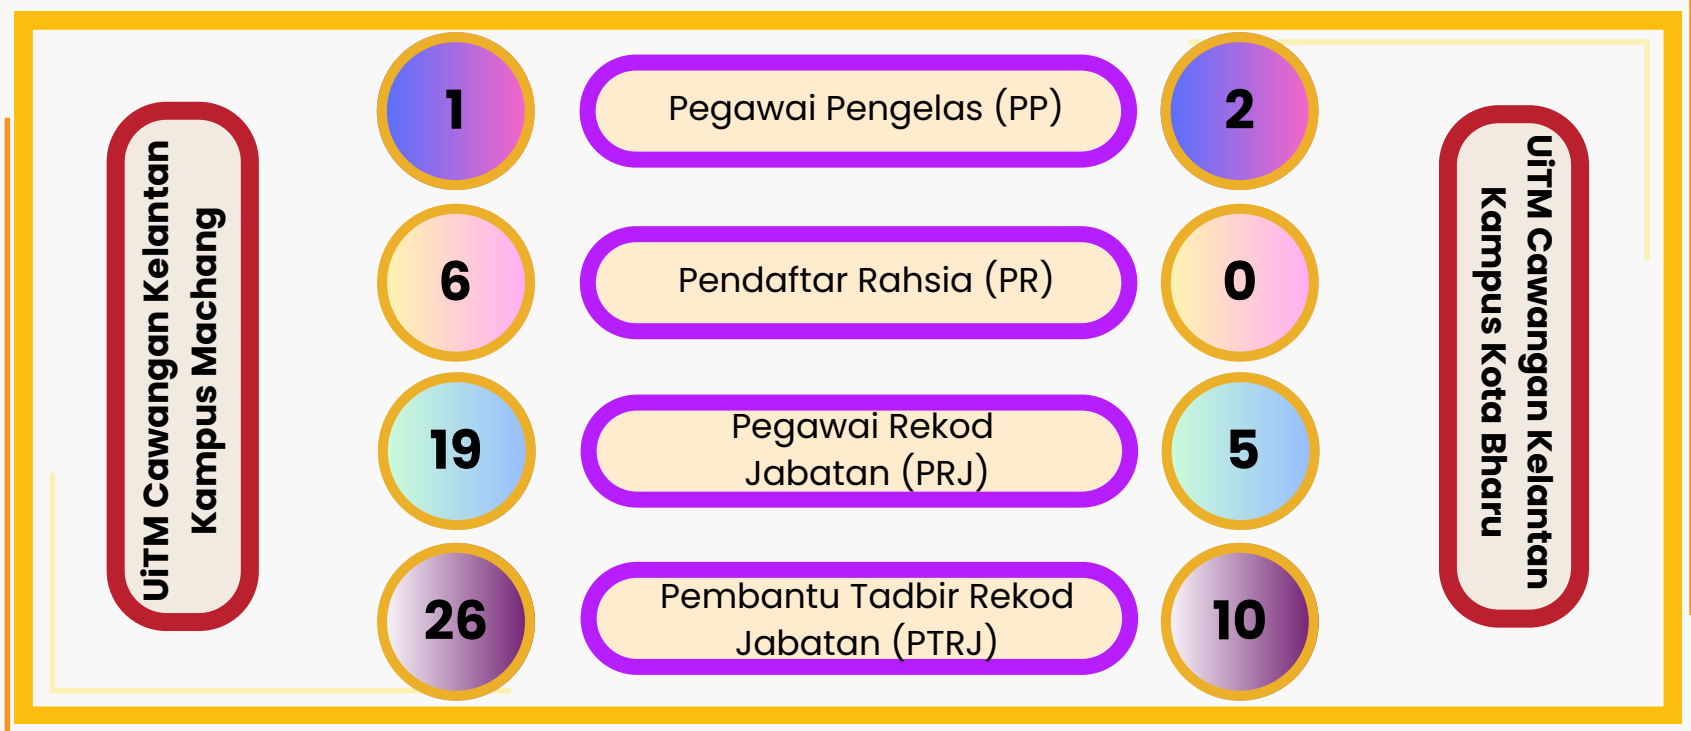 UiTM Cawangan Kelantan
Kampus Machang
1
Pegawai Pengelas (PP)
2
6
Pendaftar Rahsia (PR)
0
19
Pegawai Rekod
Jabatan (PRJ)
5
26
Pembantu Tadbir Rekod
Jabatan (PTRJ)
10
UiTM Cawangan Kelantan
Kampus Kota Bharu